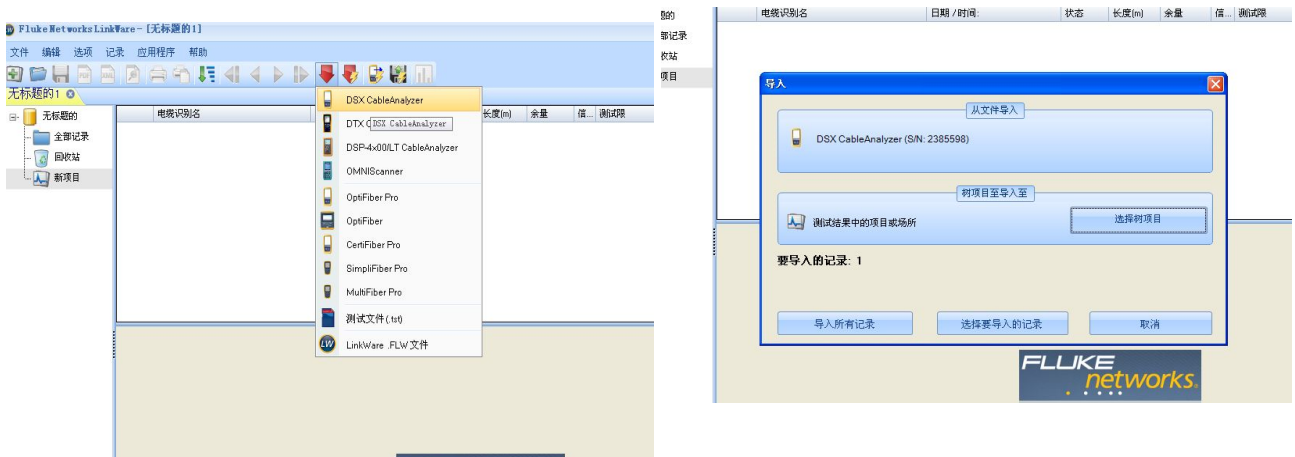 Fluke Networks LinkWare - [无标题的1]
文件 编辑 选项 记录 应用程序 帮助
无标题的1
无标题的
全部记录
回收站
新项目
电缆识别名
长度(m) 余量 信... 测试限
DSX CableAnalyzer
DTX C
DSX CableAnalyzer
DSP-4x00/LT CableAnalyzer
OMNIScanner
OptiFiber Pro
OptiFiber
CertiFiber Pro
SimpliFiber Pro
MultiFiber Pro
测试文件(.tst)
LinkWare .FLW 文件
题的
部记录
收站
项目
电缆识别名 日期 / 时间: 状态 长度(m) 余量 信... 测试限
导入
从文件导入
DSX CableAnalyzer (S/N: 2385598)
树项目至导入至
测试结果中的项目或场所
选择树项目
要导入的记录: 1
导入所有记录 选择要导入的记录 取消
FLUKE
networks.